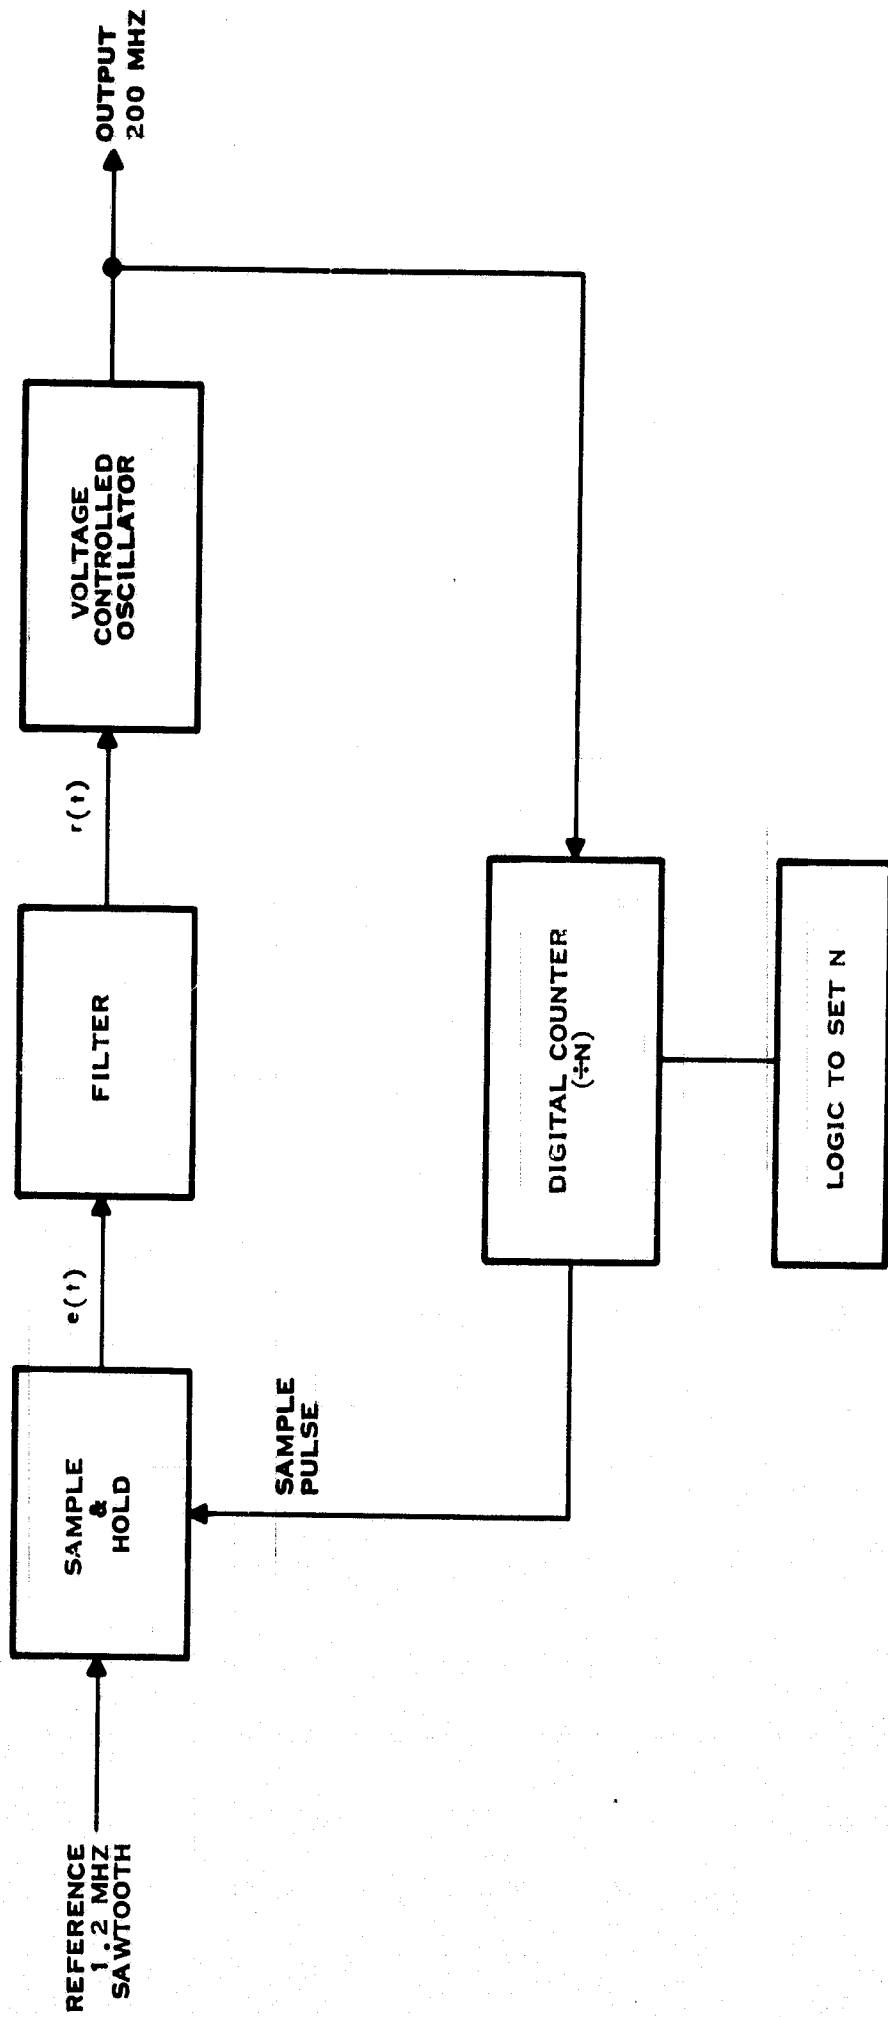 REFERENCE
1.2 MHZ
SAWTOOTH
SAMPLE
&
HOLD
e(t)
FILTER
r(t)
VOLTAGE
CONTROLLED
OSCILLATOR
OUTPUT
200 MHZ
SAMPLE
PULSE
DIGITAL COUNTER
(÷N)
LOGIC TO SET N